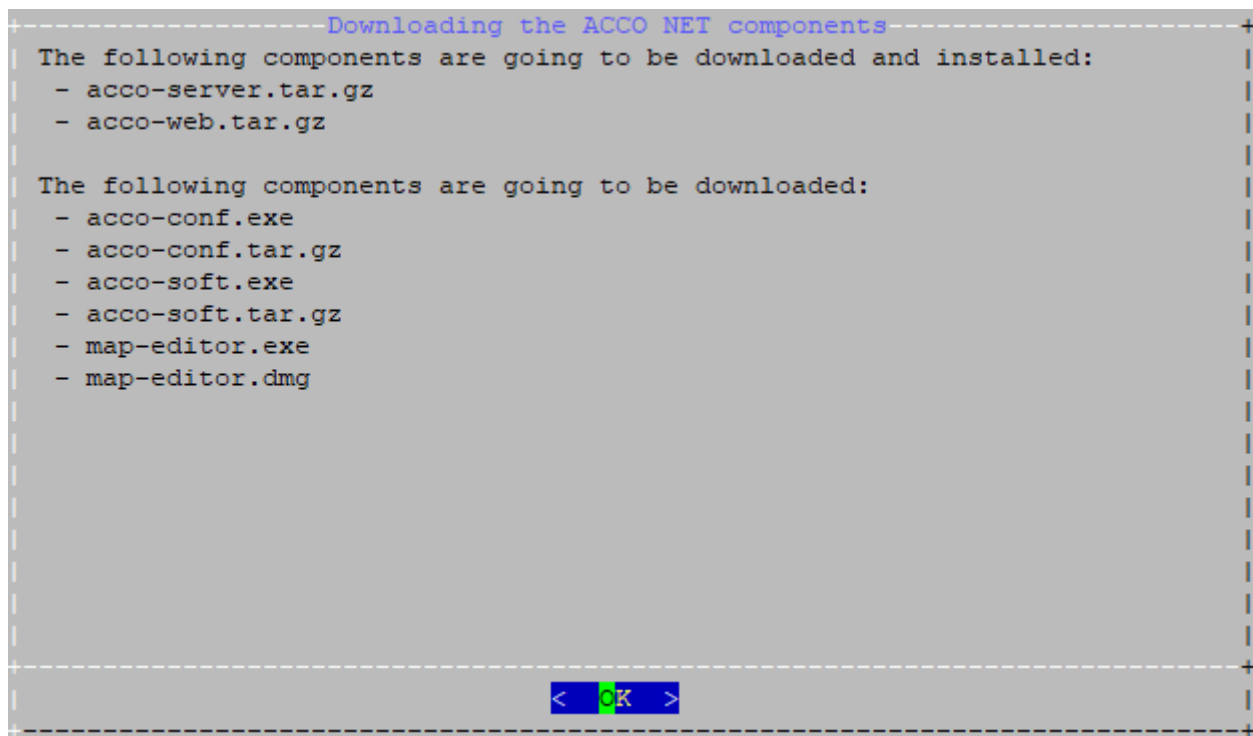 Downloading the ACCO NET components
The following components are going to be downloaded and installed:
- acco-server.tar.gz
- acco-web.tar.gz
The following components are going to be downloaded:
- acco-conf.exe
- acco-conf.tar.gz
- acco-soft.exe
- acco-soft.tar.gz
- map-editor.exe
- map-editor.dmg
< OK >